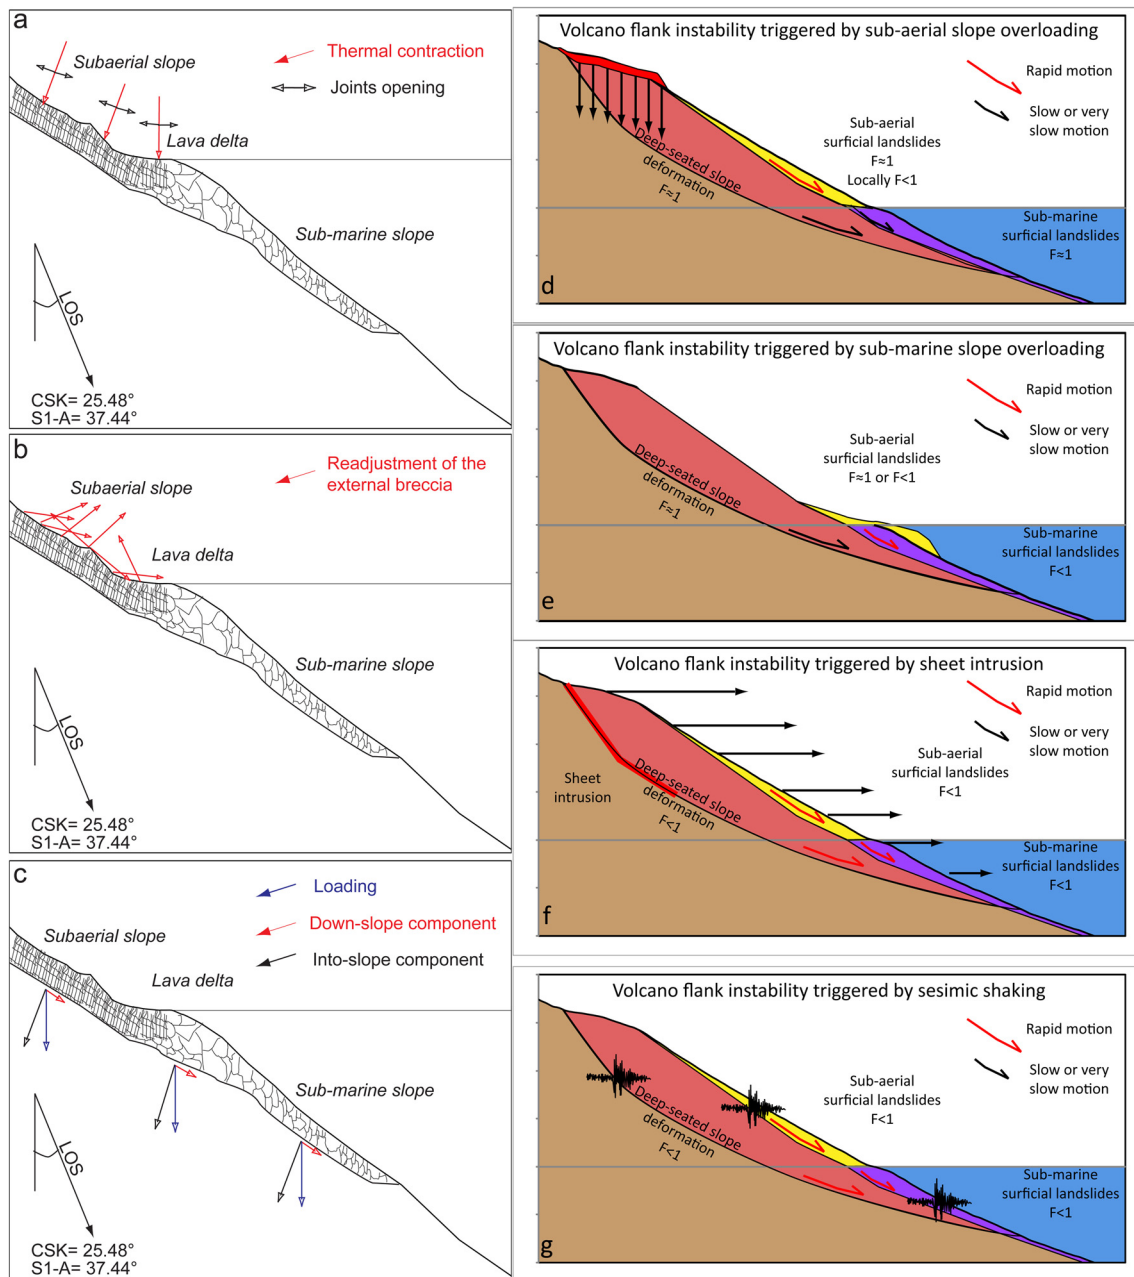 a
Subaerial slope
Thermal contraction
Joints opening
Lava delta
Sub-marine slope
LOS
CSK= 25.48°
S1-A= 37.44°
b
Readjustment of the
external breccia
Subaerial slope
Lava delta
Sub-marine slope
LOS
CSK= 25.48°
S1-A= 37.44°
c
Loading
Down-slope component
Into-slope component
Subaerial slope
Lava delta
Sub-marine slope
LOS
CSK= 25.48°
S1-A= 37.44°
Volcano flank instability triggered by sub-aerial slope overloading
Rapid motion
Slow or very
slow motion
Sub-aerial
surficial landslides
F≈1
Locally F<1
Deep-seated slope
deformation
F≈1
Sub-marine
surficial landslides
F≈1
d
Volcano flank instability triggered by sub-marine slope overloading
Rapid motion
Slow or very
slow motion
Sub-aerial
surficial landslides
F≈1 or F<1
Deep-seated slope
deformation
F≈1
Sub-marine
surficial landslides
F<1
e
Volcano flank instability triggered by sheet intrusion
Rapid motion
Slow or very
slow motion
Sub-aerial
surficial landslides
F<1
Sheet
intrusion
Deep-seated slope
deformation
F<1
Sub-marine
surficial landslides
F<1
f
Volcano flank instability triggered by sesimic shaking
Rapid motion
Slow or very
slow motion
Sub-aerial
surficial landslides
F<1
Deep-seated slope
deformation
F<1
Sub-marine
surficial landslides
F<1
g